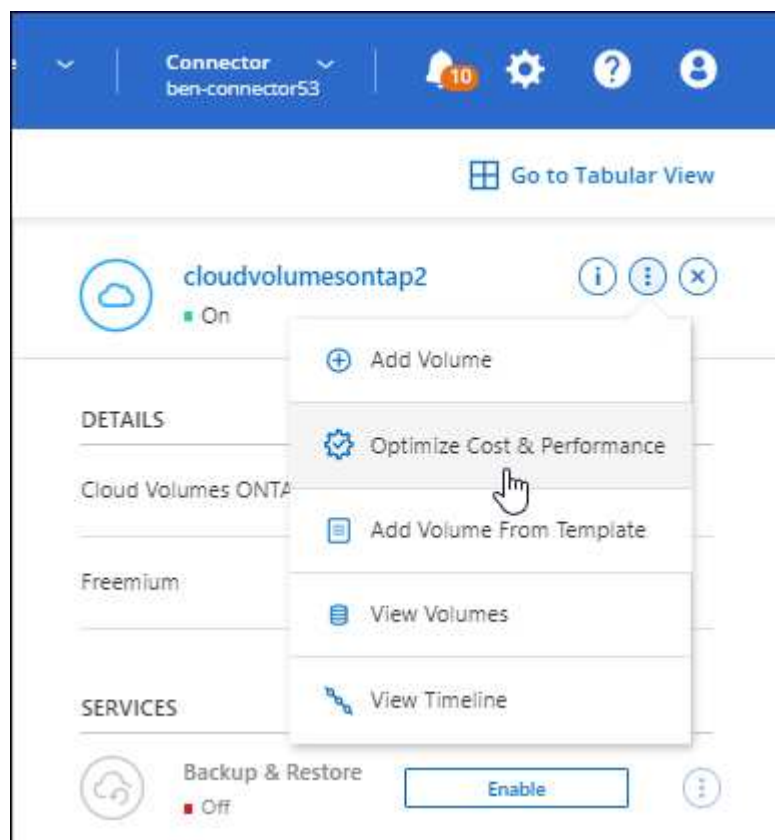 Connector
ben-connector53
10
Go to Tabular View
cloudvolumesontap2
On
Add Volume
DETAILS
Optimize Cost & Performance
Cloud Volumes ONTA
Add Volume From Template
Freemium
View Volumes
View Timeline
SERVICES
Backup & Restore
Off
Enable